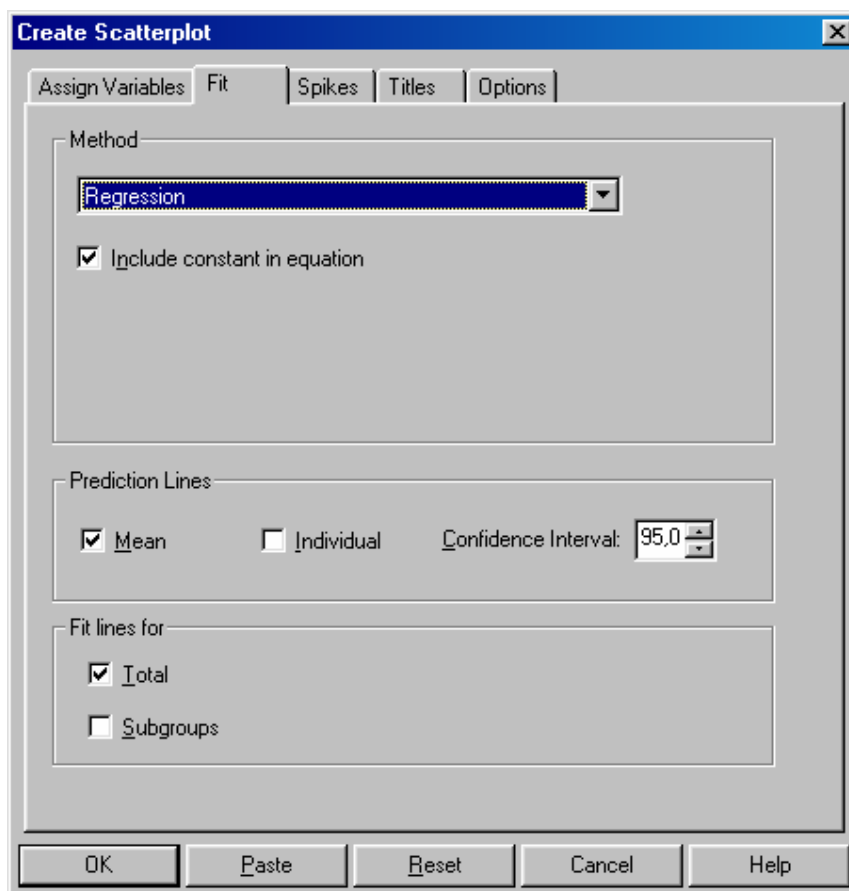 Create Scatterplot
Assign Variables Fit Spikes Titles Options
Method
Regression
Include constant in equation
Prediction Lines
Mean Individual Confidence Interval: 95,0
Fit lines for
Total
Subgroups
OK Paste Reset Cancel Help